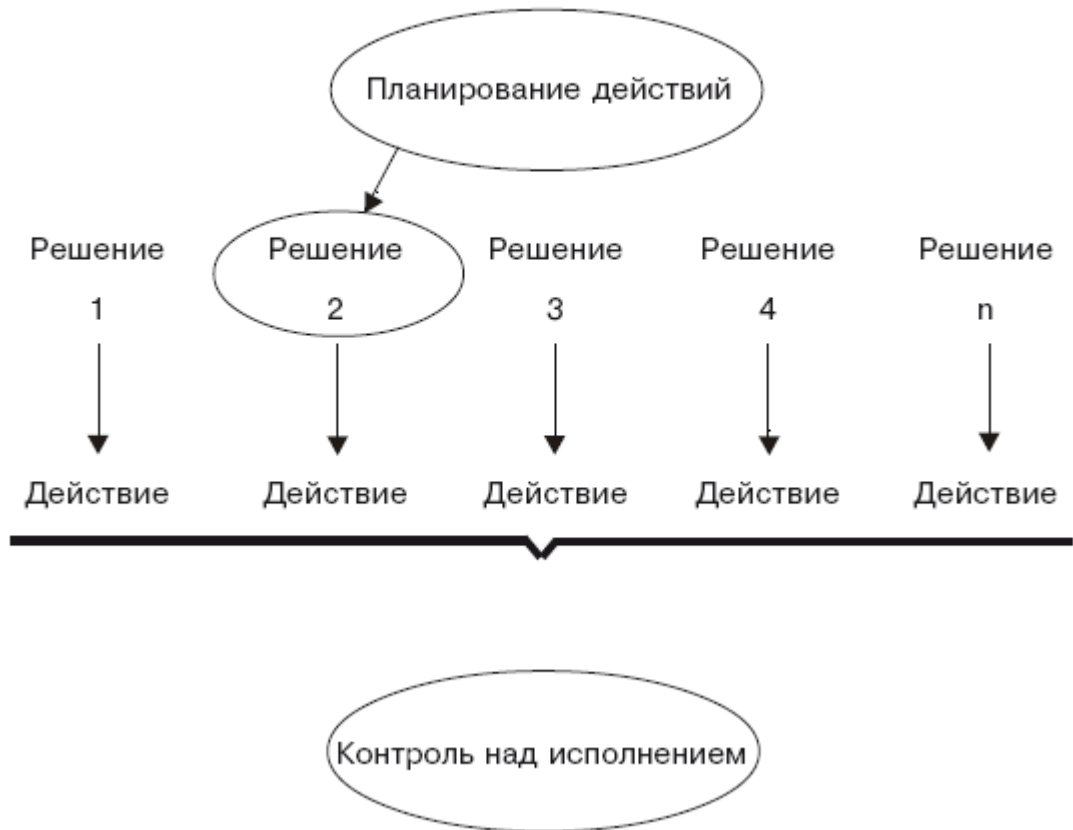 Планирование действий
Решение Решение Решение Решение Решение
1 2 3 4 n
Действие Действие Действие Действие Действие
Контроль над исполнением